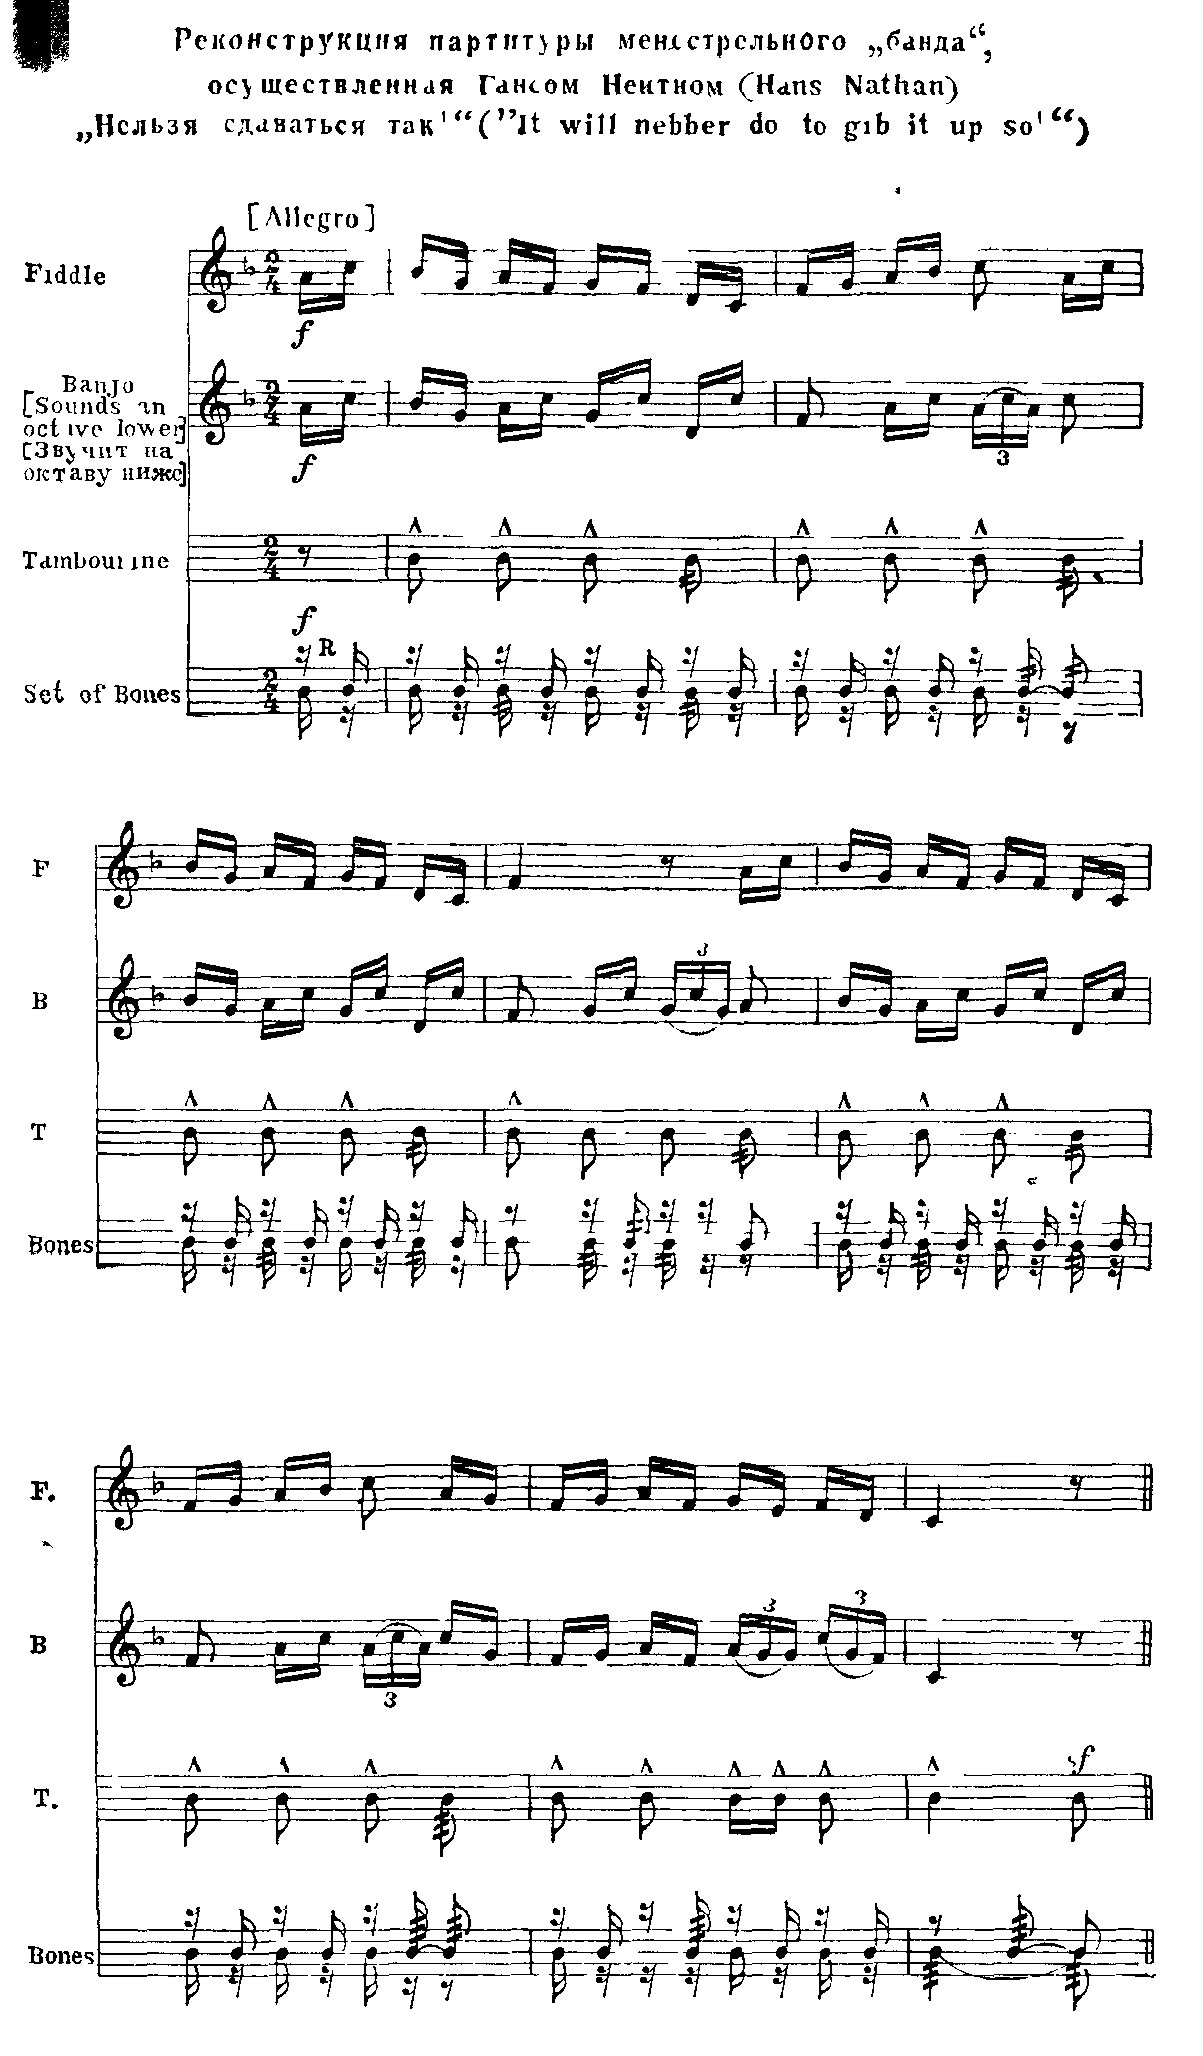 Реконструкция партитуры менестрельного „банда“,
осуществленная Гансом Неитном (Hans Nathan)
„Нельзя сдаваться так!“ ("It will nebber do to gib it up so!“)
[Allegro]
Fiddle
f
Banjo
[Sounds an
octave lower]
[Звучит на
октаву ниже]
f
3
Tambourine
f
R
Set of Bones
F
B
3
T
Bones
F.
B
3
3
3
T.
sf
Bones